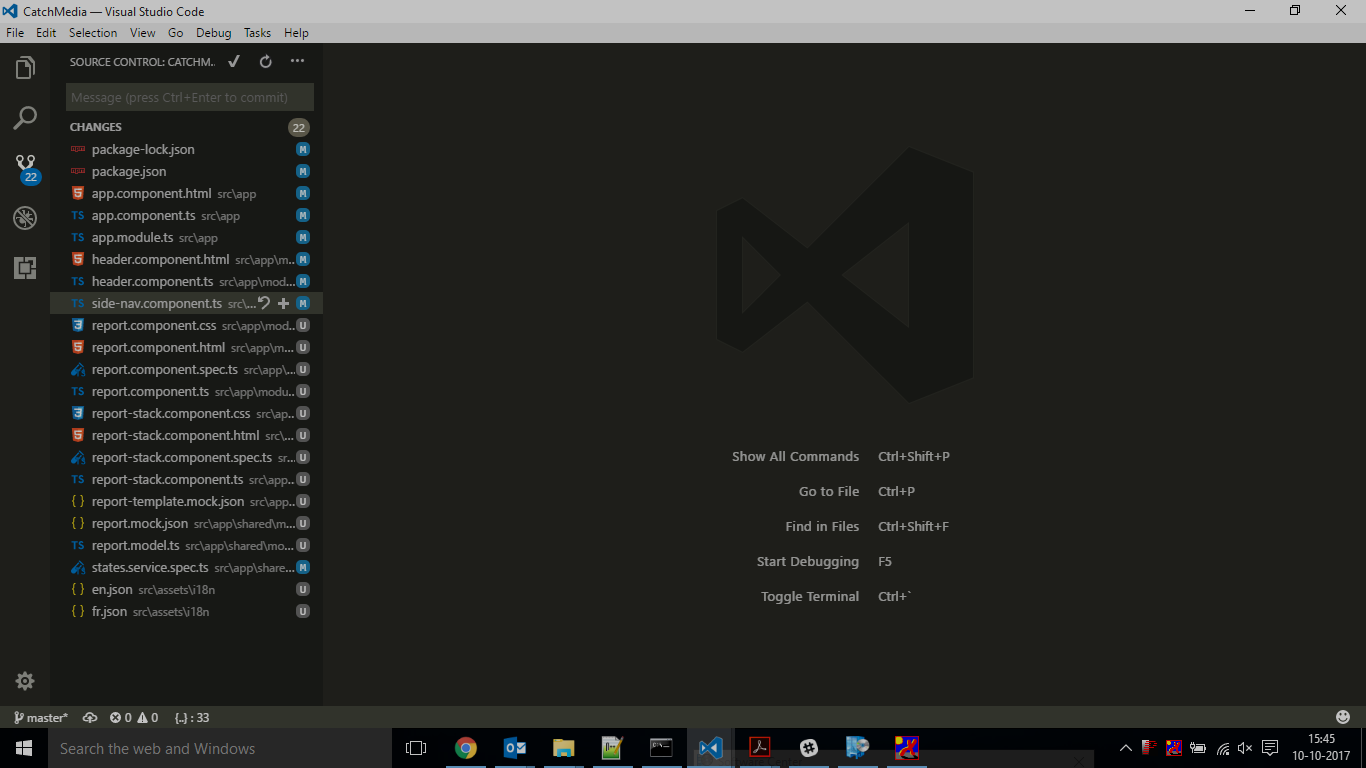 CatchMedia — Visual Studio Code
File Edit Selection View Go Debug Tasks Help
SOURCE CONTROL: CATCHM..
Message (press Ctrl+Enter to commit)
CHANGES 22
package-lock.json M
package.json M
22
app.component.html src\app M
TS app.component.ts src\app M
TS app.module.ts src\app M
header.component.html src\app\m... M
TS header.component.ts src\app\mod... M
TS side-nav.component.ts src\... M
report.component.css src\app\mod... U
report.component.html src\app\m... U
report.component.spec.ts src\app\... U
TS report.component.ts src\app\modu... U
report-stack.component.css src\ap... U
report-stack.component.html src\... U
report-stack.component.spec.ts sr... U
TS report-stack.component.ts src\app... U
{ } report-template.mock.json src\app... U
{ } report.mock.json src\app\shared\m... U
TS report.model.ts src\app\shared\mo... U
states.service.spec.ts src\app\share... M
{ } en.json src\assets\i18n U
{ } fr.json src\assets\i18n U
Show All Commands Ctrl+Shift+P
Go to File Ctrl+P
Find in Files Ctrl+Shift+F
Start Debugging F5
Toggle Terminal Ctrl+`
master* 0 0 {..} : 33
Search the web and Windows
15:45
10-10-2017